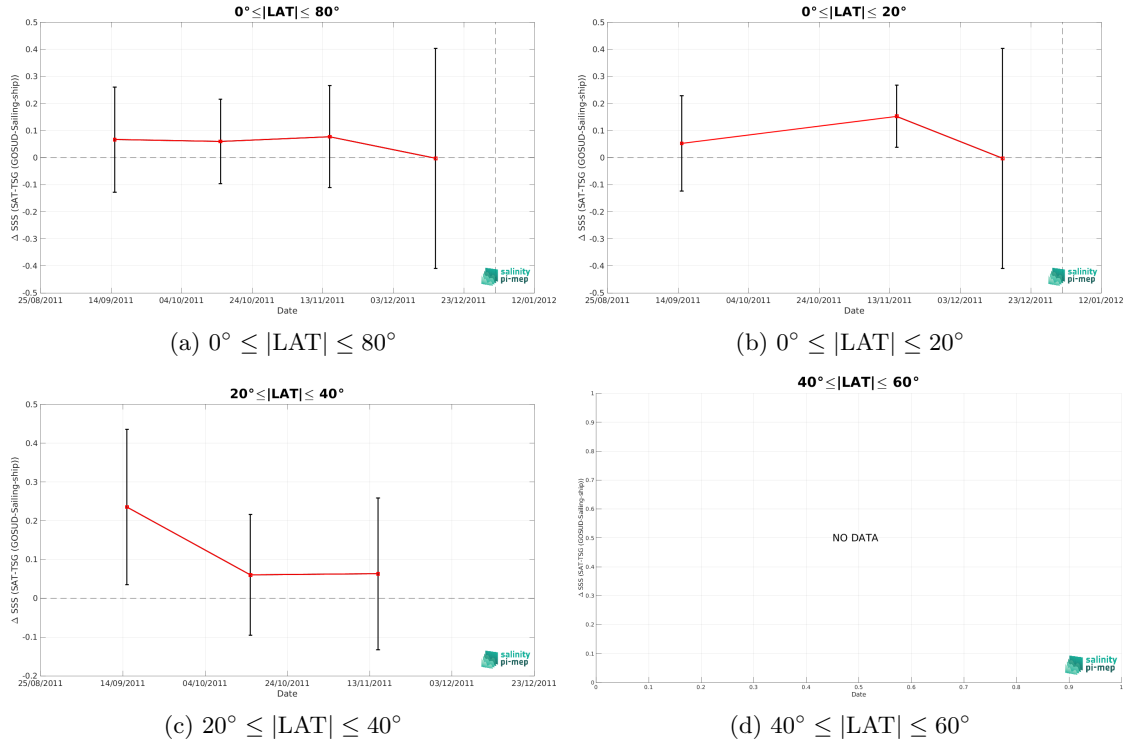 0°≤|LAT|≤ 80°
Δ SSS (SAT-TSG (GOSUD-Sailing-ship))
0.5
0.4
0.3
0.2
0.1
0
-0.1
-0.2
-0.3
-0.4
-0.5
25/08/2011 14/09/2011 04/10/2011 24/10/2011 13/11/2011 03/12/2011 23/12/2011 12/01/2012
Date
salinity
pi-mep
(a) 0° ≤ |LAT| ≤ 80°
0°≤|LAT|≤ 20°
Δ SSS (SAT-TSG (GOSUD-Sailing-ship))
0.5
0.4
0.3
0.2
0.1
0
-0.1
-0.2
-0.3
-0.4
-0.5
25/08/2011 14/09/2011 04/10/2011 24/10/2011 13/11/2011 03/12/2011 23/12/2011 12/01/2012
Date
salinity
pi-mep
(b) 0° ≤ |LAT| ≤ 20°
20°≤|LAT|≤ 40°
Δ SSS (SAT-TSG (GOSUD-Sailing-ship))
0.5
0.4
0.3
0.2
0.1
0
-0.1
-0.2
25/08/2011 14/09/2011 04/10/2011 24/10/2011 13/11/2011 03/12/2011 23/12/2011
Date
salinity
pi-mep
(c) 20° ≤ |LAT| ≤ 40°
40°≤|LAT|≤ 60°
Δ SSS (SAT-TSG (GOSUD-Sailing-ship))
1
0.9
0.8
0.7
0.6
0.5
0.4
0.3
0.2
0.1
0
NO DATA
0 0.1 0.2 0.3 0.4 0.5 0.6 0.7 0.8 0.9 1
Date
salinity
pi-mep
(d) 40° ≤ |LAT| ≤ 60°